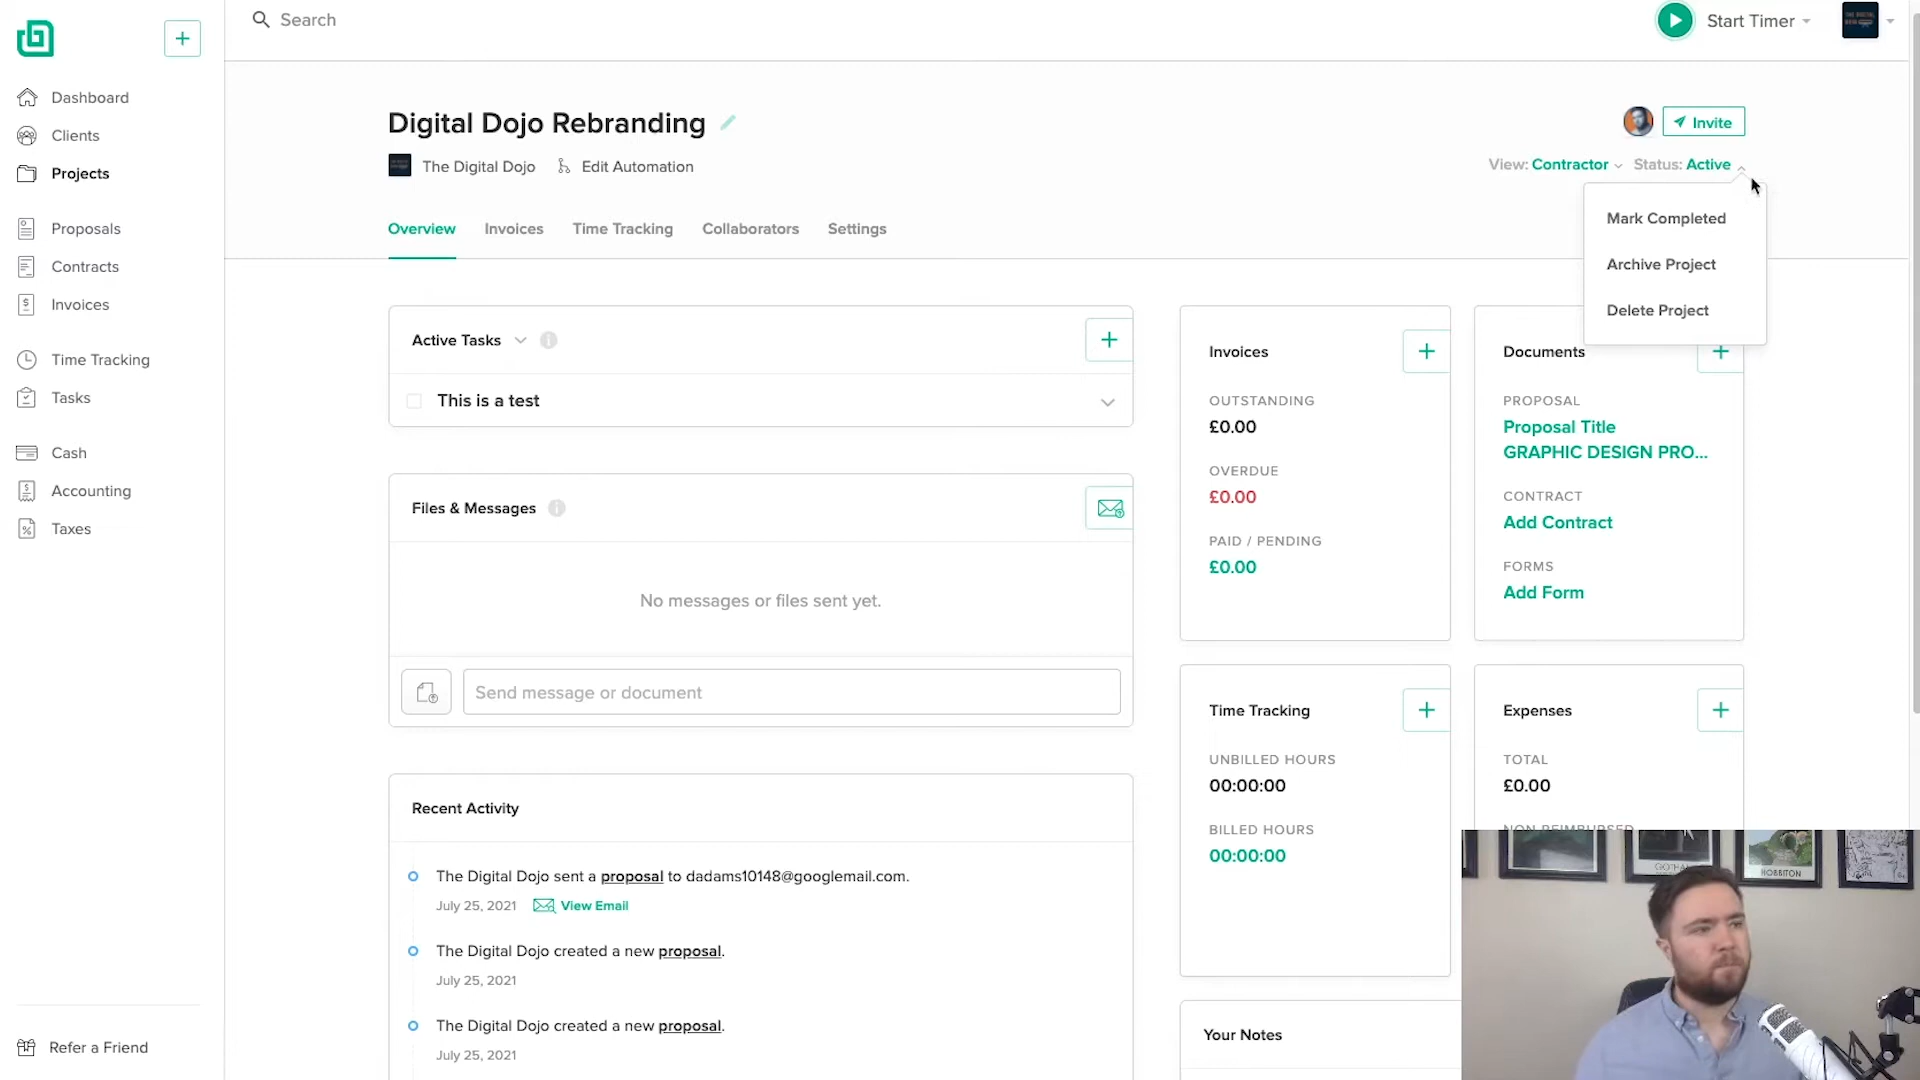 Search
Start Timer
Dashboard
Clients
Projects
Proposals
Contracts
Invoices
Time Tracking
Tasks
Cash
Accounting
Taxes
Refer a Friend
Digital Dojo Rebranding
The Digital Dojo
Edit Automation
Invite
View: Contractor
Status: Active
Mark Completed
Archive Project
Delete Project
Overview
Invoices
Time Tracking
Collaborators
Settings
Active Tasks
This is a test
Files & Messages
No messages or files sent yet.
Send message or document
Recent Activity
The Digital Dojo sent a proposal to dadams10148@googlemail.com.
July 25, 2021
View Email
The Digital Dojo created a new proposal.
July 25, 2021
The Digital Dojo created a new proposal.
July 25, 2021
Invoices
OUTSTANDING
£0.00
OVERDUE
£0.00
PAID / PENDING
£0.00
Documents
PROPOSAL
Proposal Title
GRAPHIC DESIGN PRO...
CONTRACT
Add Contract
FORMS
Add Form
Time Tracking
UNBILLED HOURS
00:00:00
BILLED HOURS
00:00:00
Expenses
TOTAL
£0.00
NON REIMBURSED
Your Notes
HOBBITON